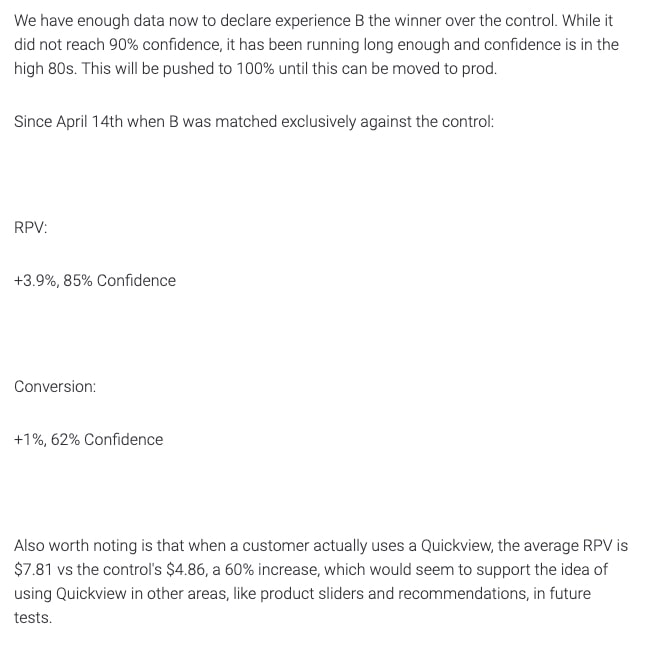 We have enough data now to declare experience B the winner over the control. While it
did not reach 90% confidence, it has been running long enough and confidence is in the
high 80s. This will be pushed to 100% until this can be moved to prod.
Since April 14th when B was matched exclusively against the control:
RPV:
+3.9%, 85% Confidence
Conversion:
+1%, 62% Confidence
Also worth noting is that when a customer actually uses a Quickview, the average RPV is
$7.81 vs the control's $4.86, a 60% increase, which would seem to support the idea of
using Quickview in other areas, like product sliders and recommendations, in future
tests.